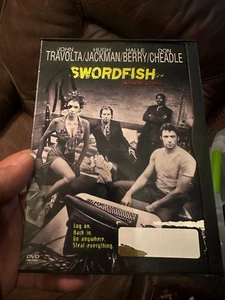 JOHN HUGH HALLE DON
TRAVOLTA/JACKMAN/BERRY/CHEADLE
SWORDFISH
Log on.
Hack in.
Go anywhere.
Steal everything.
DVD